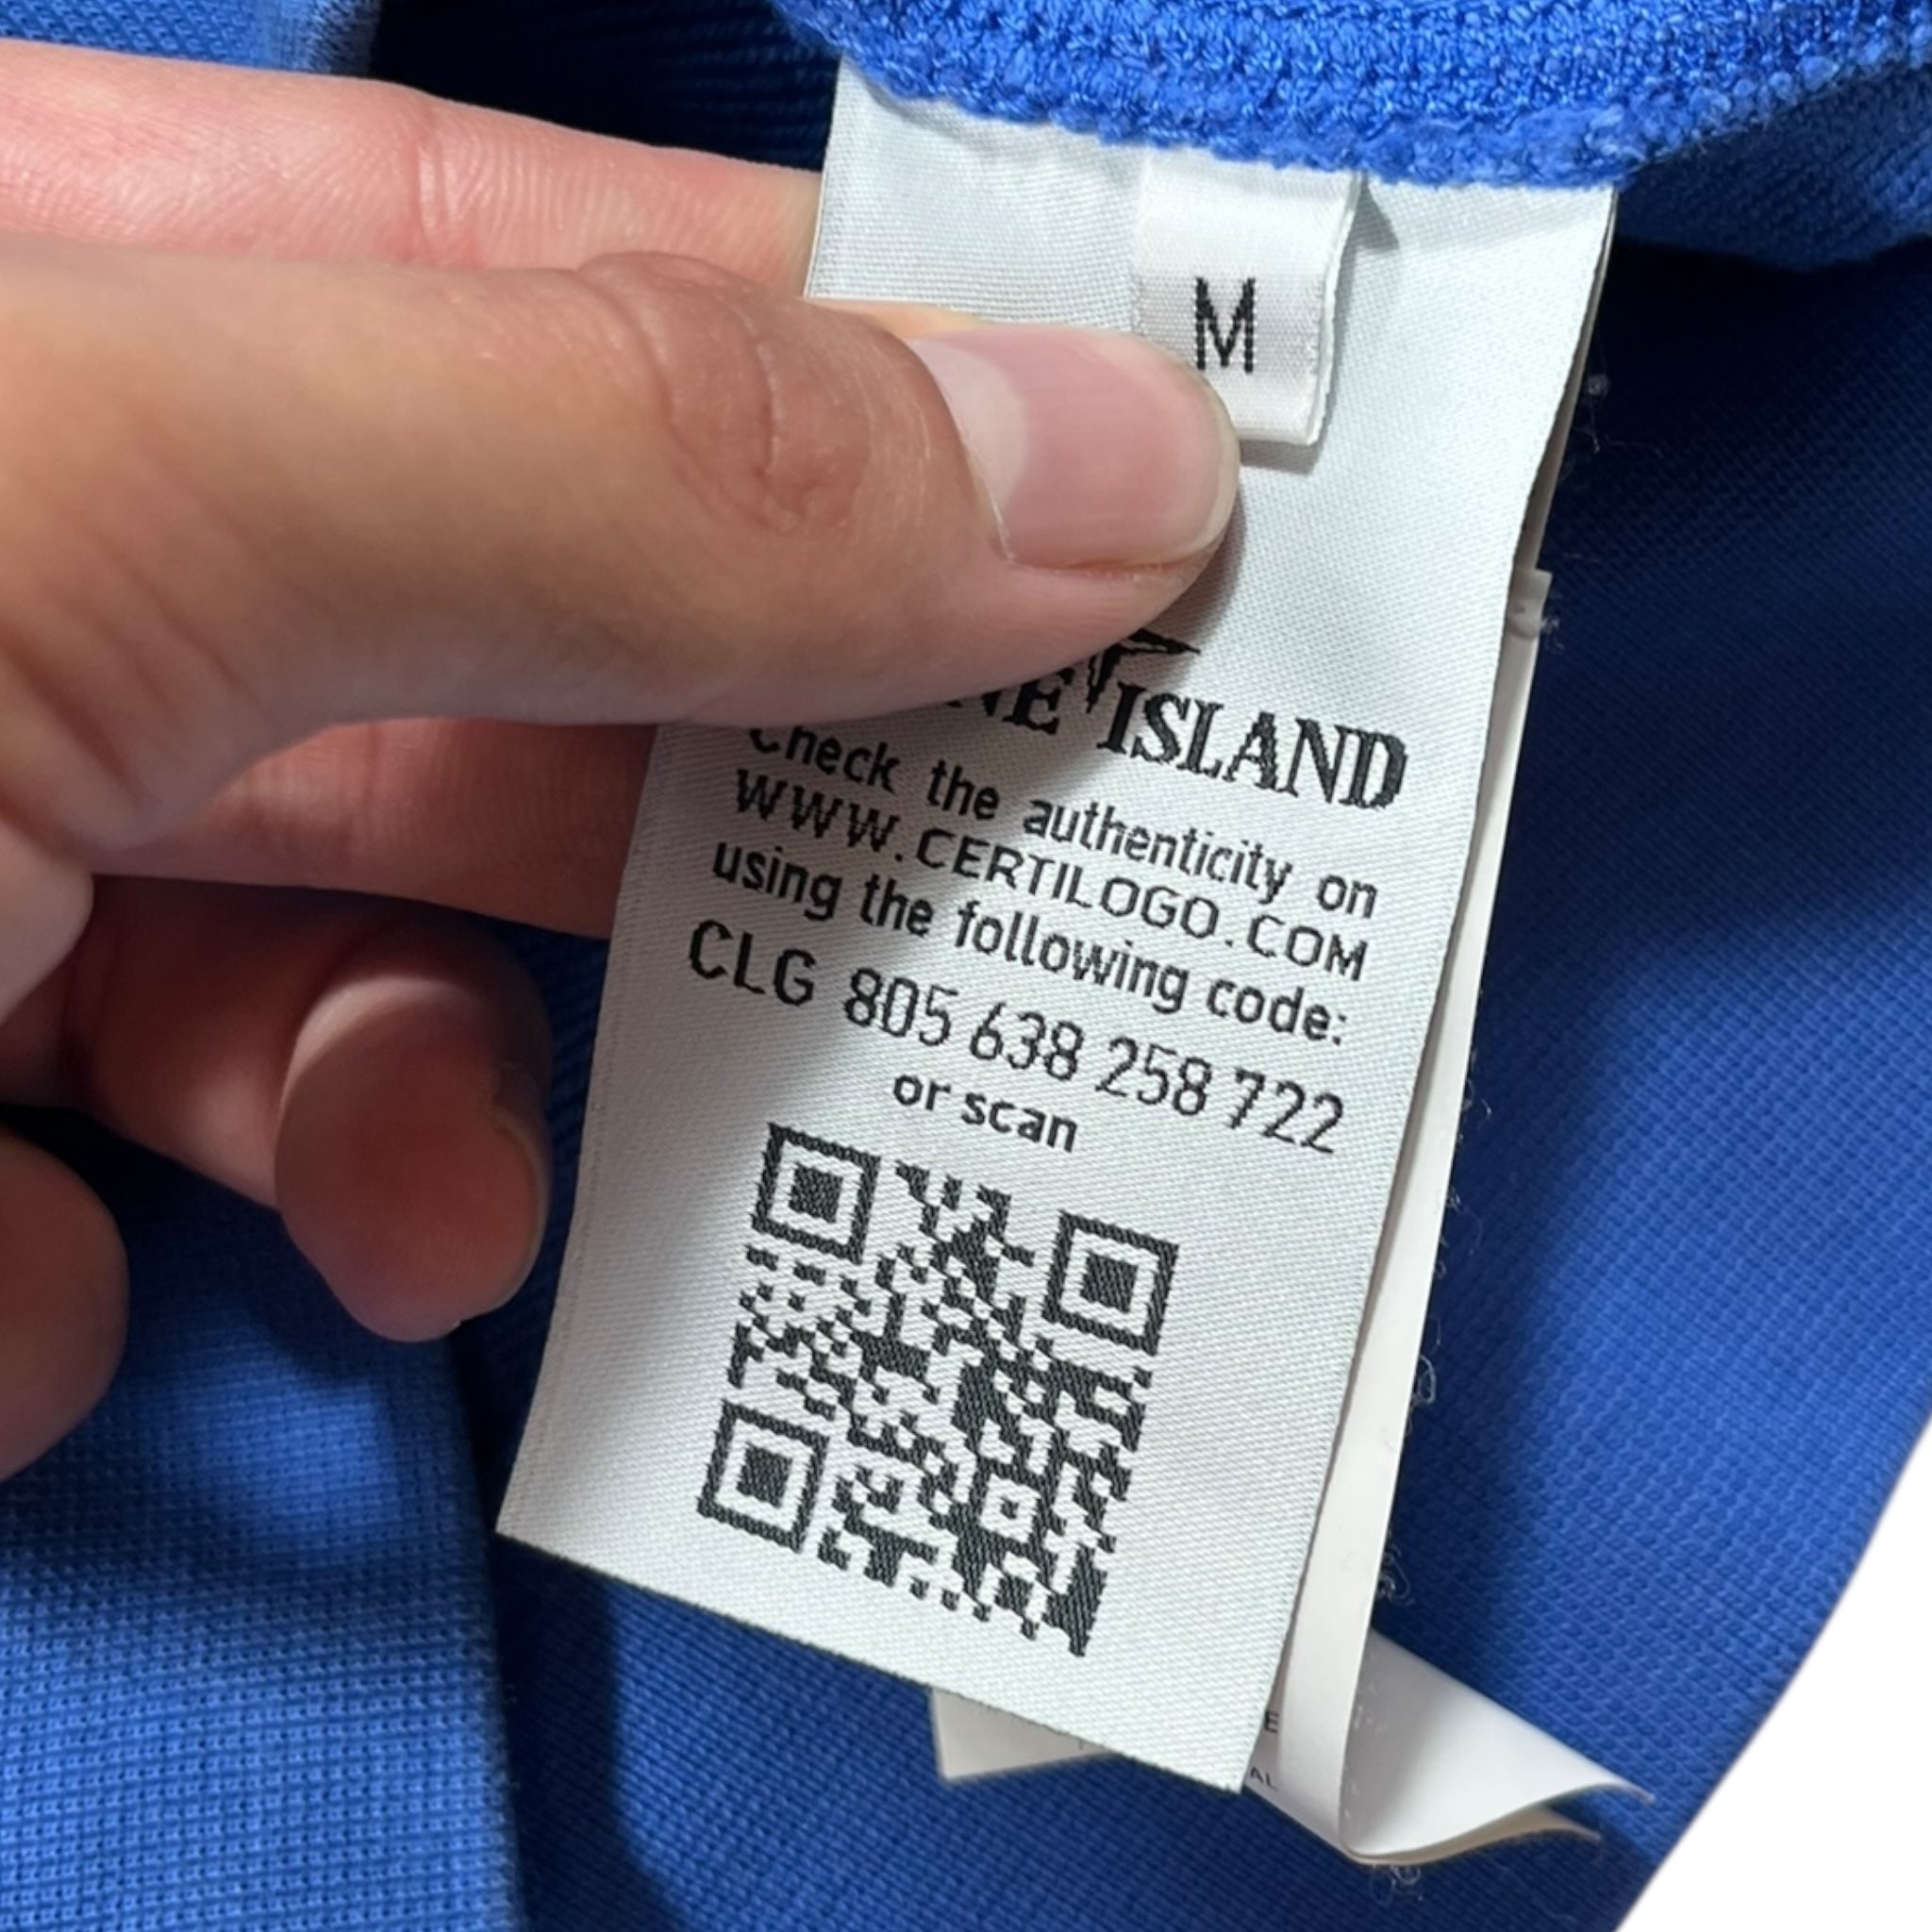 M
ISLAND
Check the authenticity on
WWW.CERTILOGO.COM
using the following code:
CLG 805 638 258 722
or scan